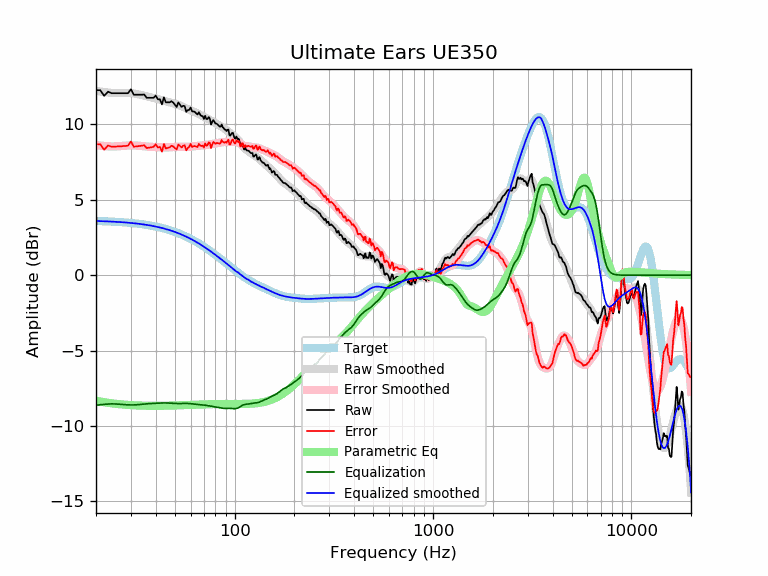 Ultimate Ears UE350
Amplitude (dBr)
10
5
0
−5
−10
−15
Target
Raw Smoothed
Error Smoothed
Raw
Error
Parametric Eq
Equalization
Equalized smoothed
100
1000
10000
Frequency (Hz)